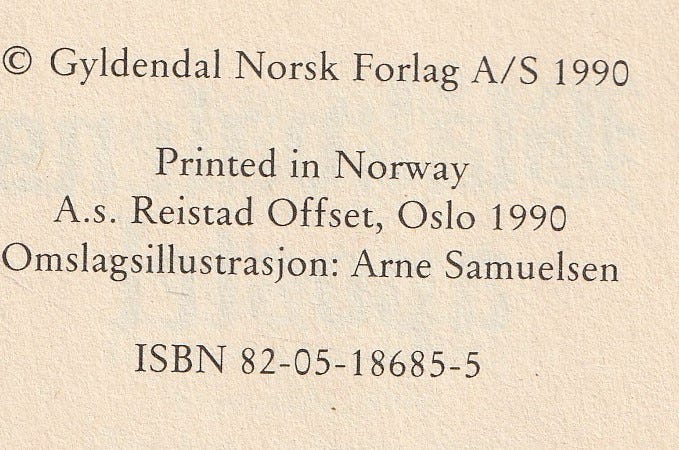 © Gyldendal Norsk Forlag A/S 1990
Printed in Norway
A.s. Reistad Offset, Oslo 1990
Omslagsillustrasjon: Arne Samuelsen
ISBN 82-05-18685-5